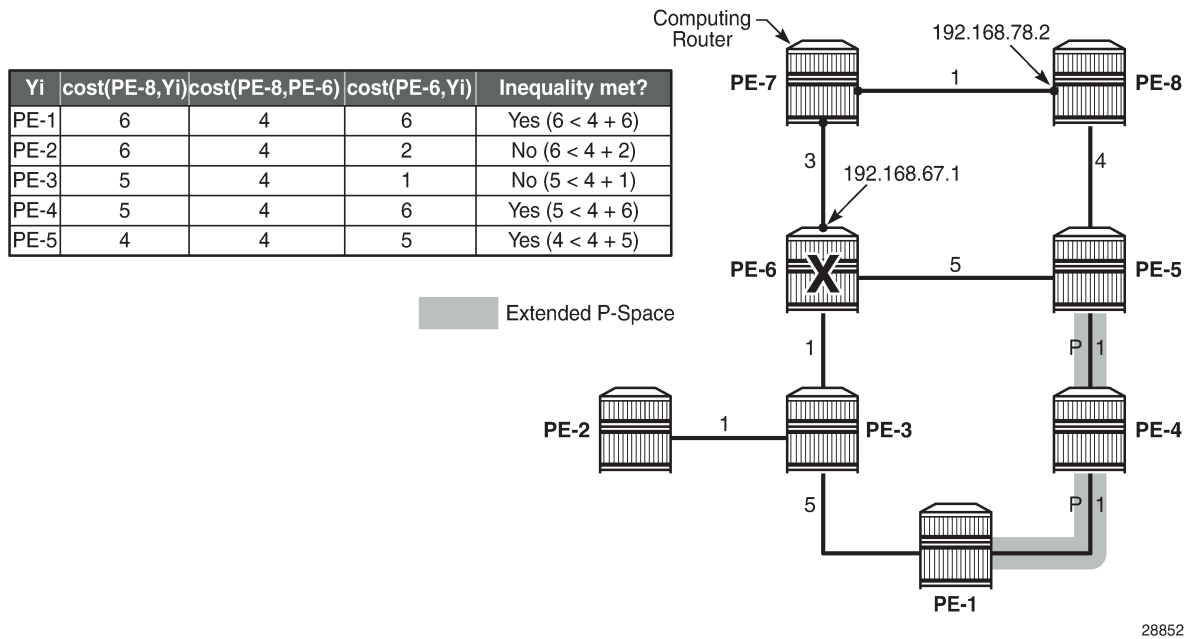 Computing
Router
192.168.78.2
PE-7
1
PE-8
Yi cost(PE-8,Yi) cost(PE-8,PE-6) cost(PE-6,Yi) Inequality met?
PE-1 6 4 6 Yes (6 < 4 + 6)
PE-2 6 4 2 No (6 < 4 + 2)
PE-3 5 4 1 No (5 < 4 + 1)
PE-4 5 4 6 Yes (5 < 4 + 6)
PE-5 4 4 5 Yes (4 < 4 + 5)
3
4
192.168.67.1
PE-6
X
5
PE-5
Extended P-Space
1
P 1
PE-2
1
PE-3
PE-4
5
P 1
PE-1
28852